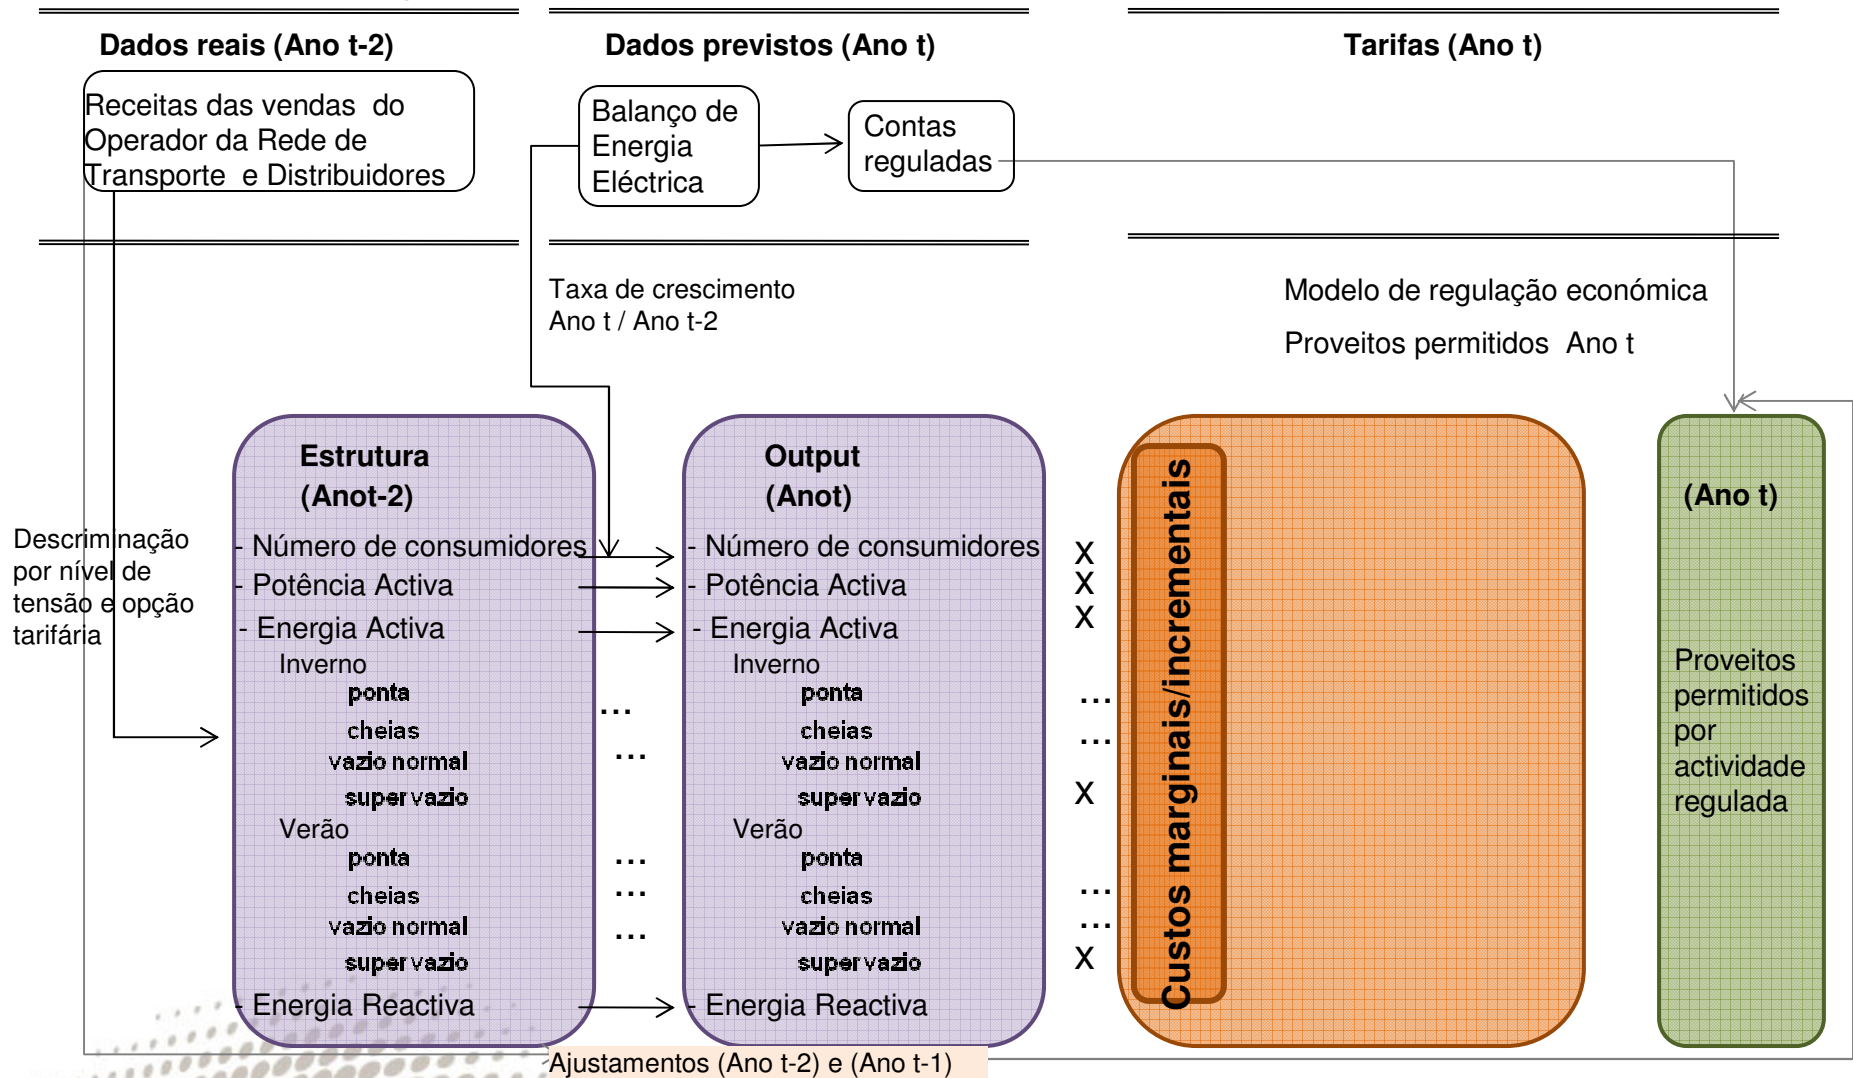 Dados reais (Ano t-2)
Dados previstos (Ano t)
Tarifas (Ano t)
Receitas das vendas do
Operador da Rede de
Transporte e Distribuidores
Balanço de
Energia
Eléctrica
Contas
reguladas
Taxa de crescimento
Ano t / Ano t-2
Modelo de regulação económica
Proveitos permitidos Ano t
Descriminação
por nível de
tensão e opção
tarifária
Estrutura
(Anot-2)
- Número de consumidores
- Potência Activa
- Energia Activa
Inverno
ponta
cheias
vazio normal
super vazio
Verão
ponta
cheias
vazio normal
super vazio
- Energia Reactiva
...
...
...
...
...
Output
(Anot)
- Número de consumidores
- Potência Activa
- Energia Activa
Inverno
ponta
cheias
vazio normal
super vazio
Verão
ponta
cheias
vazio normal
super vazio
- Energia Reactiva
X
X
X
...
...
X
...
...
X
Custos marginais/incrementais
(Ano t)
Proveitos
permitidos
por
actividade
regulada
Ajustamentos (Ano t-2) e (Ano t-1)